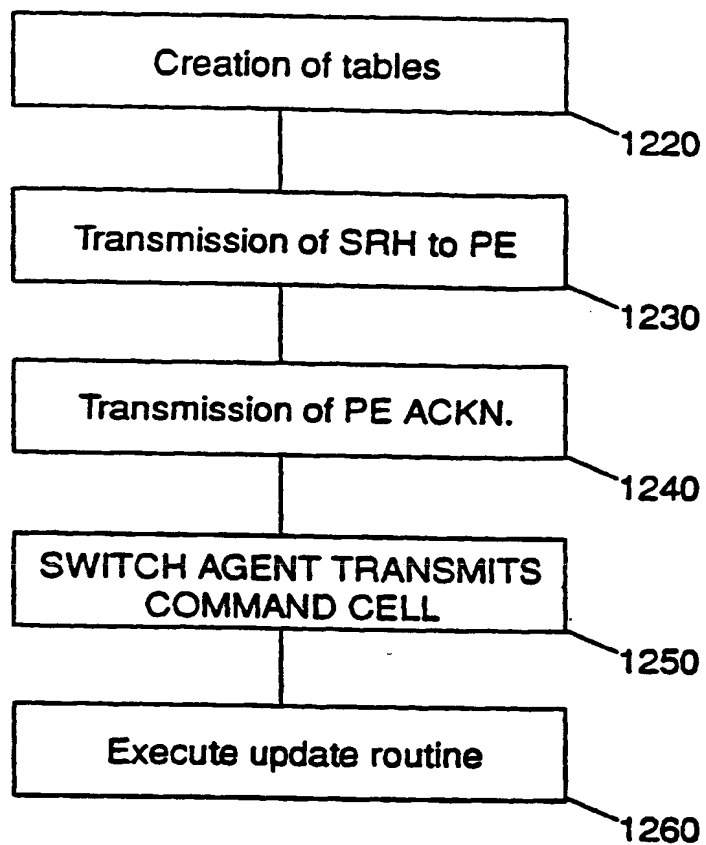 Creation of tables
1220
Transmission of SRH to PE
1230
Transmission of PE ACKN.
1240
SWITCH AGENT TRANSMITS
COMMAND CELL
1250
Execute update routine
1260